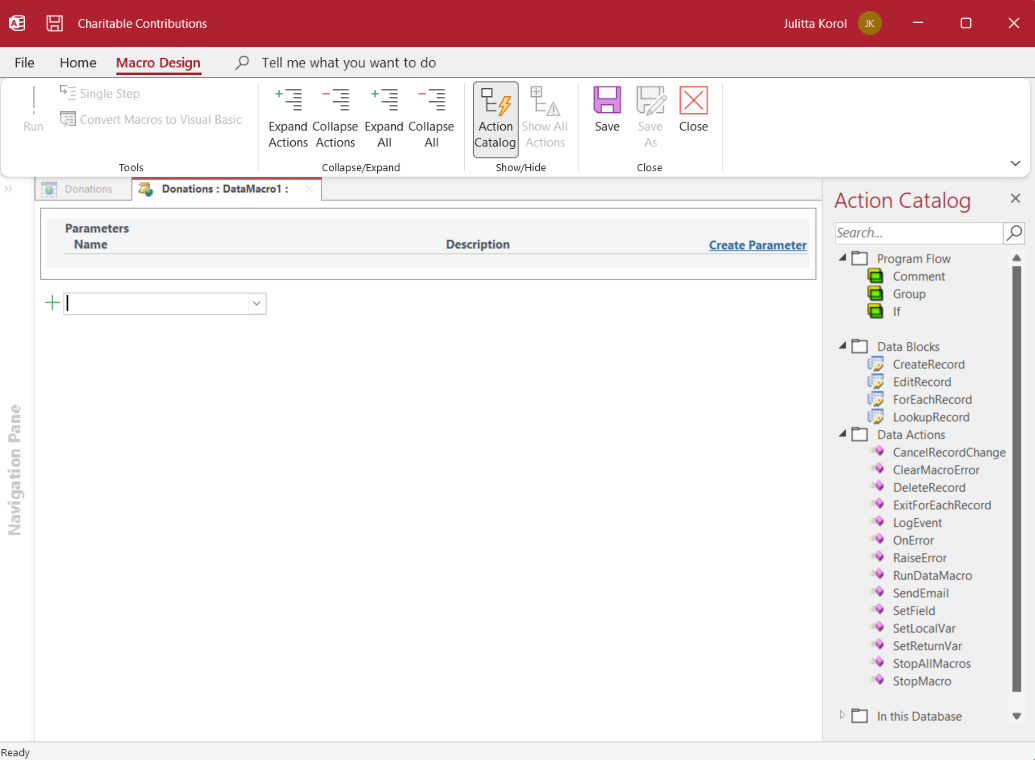 Charitable Contributions
Julitta Korol JK
File Home Macro Design Tell me what you want to do
Run
Single Step
Convert Macros to Visual Basic
Tools
Expand Actions
Collapse Actions
Expand All
Collapse All
Collapse/Expand
Action Catalog
Show All Actions
Show/Hide
Save
Save As
Close
Close
Navigation Pane
Donations
Donations : DataMacro1 :
Parameters
Name Description Create Parameter
Action Catalog
Search...
Program Flow
Comment
Group
If
Data Blocks
CreateRecord
EditRecord
ForEachRecord
LookupRecord
Data Actions
CancelRecordChange
ClearMacroError
DeleteRecord
ExitForEachRecord
LogEvent
OnError
RaiseError
RunDataMacro
SendEmail
SetField
SetLocalVar
SetReturnVar
StopAllMacros
StopMacro
In this Database
Ready